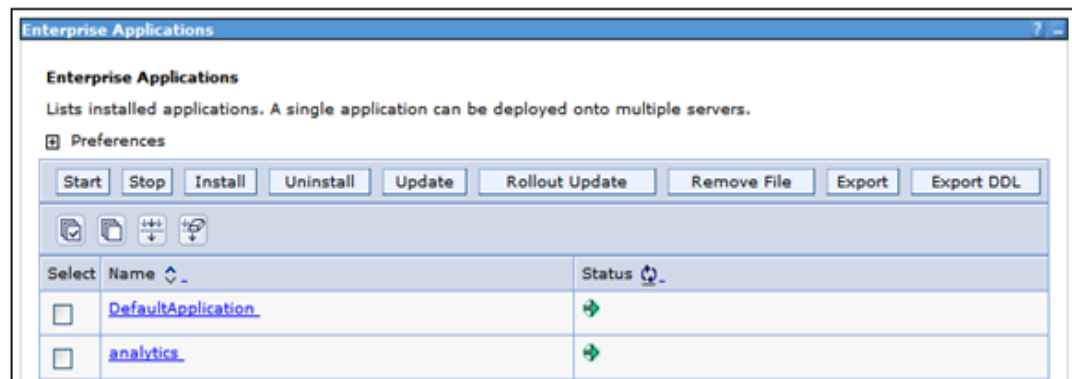 Enterprise Applications ? –
Enterprise Applications
Lists installed applications. A single application can be deployed onto multiple servers.
+ Preferences
Start Stop Install Uninstall Update Rollout Update Remove File Export Export DDL
Select Name Status
DefaultApplication
analytics